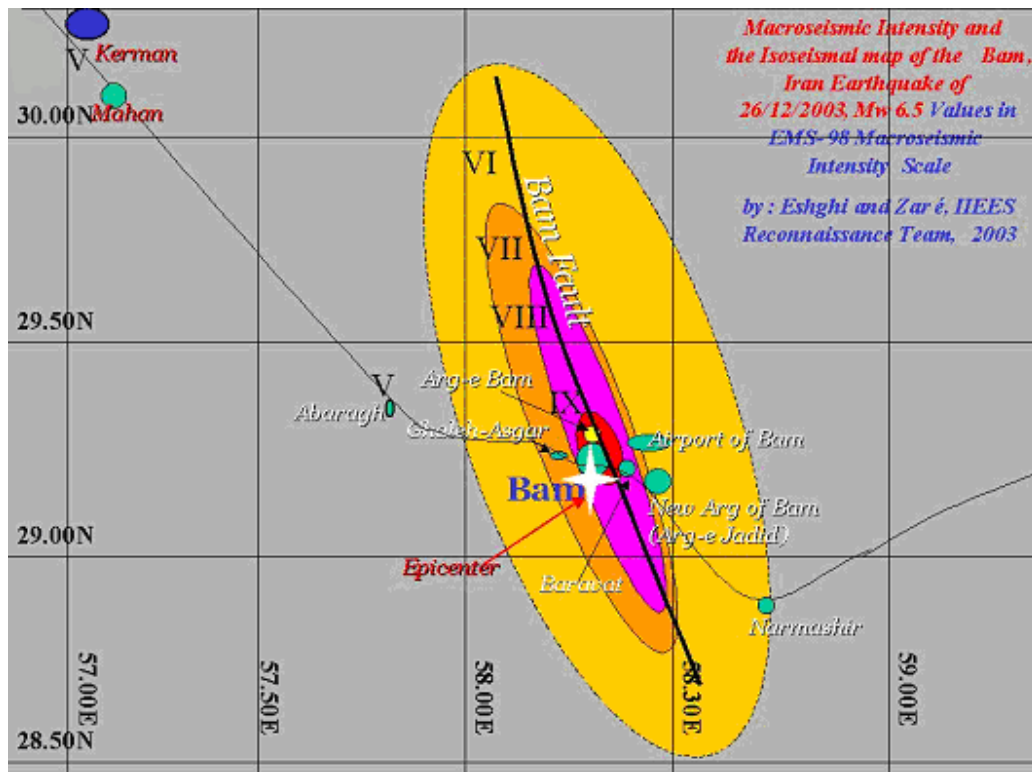 Macroseismic Intensity and
the Isoseismal map of the Bam,
Iran Earthquake of
26/12/2003, Mw 6.5 Values in
EMS-98 Macroseismic
Intensity Scale
by : Eshghi and Zar é, IIEES
Reconnaissance Team, 2003
V
Kerman
Mahan
30.00N
VI
Bam Fault
VII
29.50N
VIII
Arg-e Bam
V
IX
Abaragh
Ghaleh-Asgar
Airport of Bam
Bam
New Arg of Bam
(Arg-e Jadid)
29.00N
Epicenter
Baravat
Narmashir
57.00E
57.50E
58.00E
58.30E
59.00E
28.50N